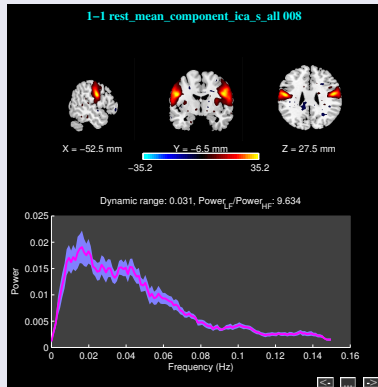 1-1 rest_mean_component_ica_s_all 008
X = -52.5 mm
Y = -6.5 mm
Z = 27.5 mm
-35.2
35.2
Dynamic range: 0.031, Power_LF/Power_HF: 9.634
0.025
0.02
0.015
0.01
0.005
0
Power
0
0.02
0.04
0.06
0.08
0.1
0.12
0.14
0.16
Frequency (Hz)
<-
...
->